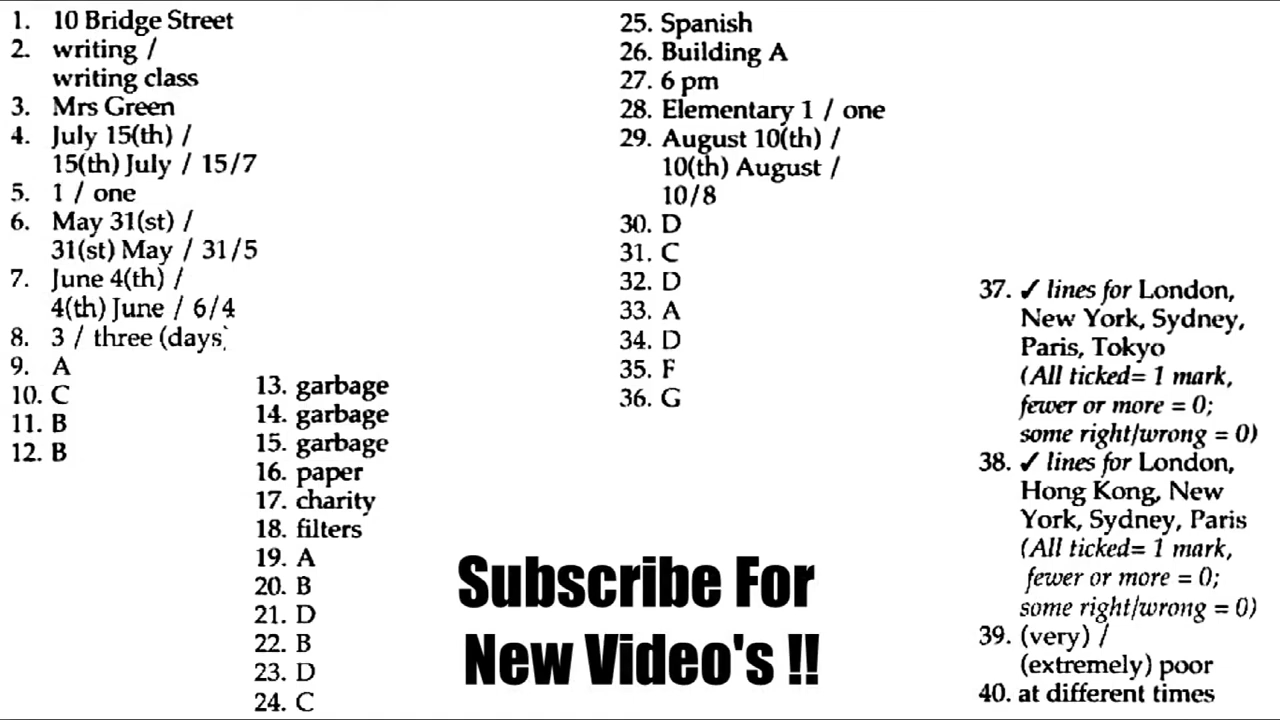 1. 10 Bridge Street
2. writing /
writing class
3. Mrs Green
4. July 15(th) /
15(th) July / 15/7
5. 1 / one
6. May 31(st) /
31(st) May / 31/5
7. June 4(th) /
4(th) June / 6/4
8. 3 / three (days)
9. A
10. C
11. B
12. B
13. garbage
14. garbage
15. garbage
16. paper
17. charity
18. filters
19. A
20. B
21. D
22. B
23. D
24. C
25. Spanish
26. Building A
27. 6 pm
28. Elementary 1 / one
29. August 10(th) /
10(th) August /
10/8
30. D
31. C
32. D
33. A
34. D
35. F
36. G
37. ✓ lines for London,
New York, Sydney,
Paris, Tokyo
(All ticked= 1 mark,
fewer or more = 0;
some right/wrong = 0)
38. ✓ lines for London,
Hong Kong, New
York, Sydney, Paris
(All ticked= 1 mark,
fewer or more = 0;
some right/wrong = 0)
39. (very) /
(extremely) poor
40. at different times
Subscribe For
New Video's !!